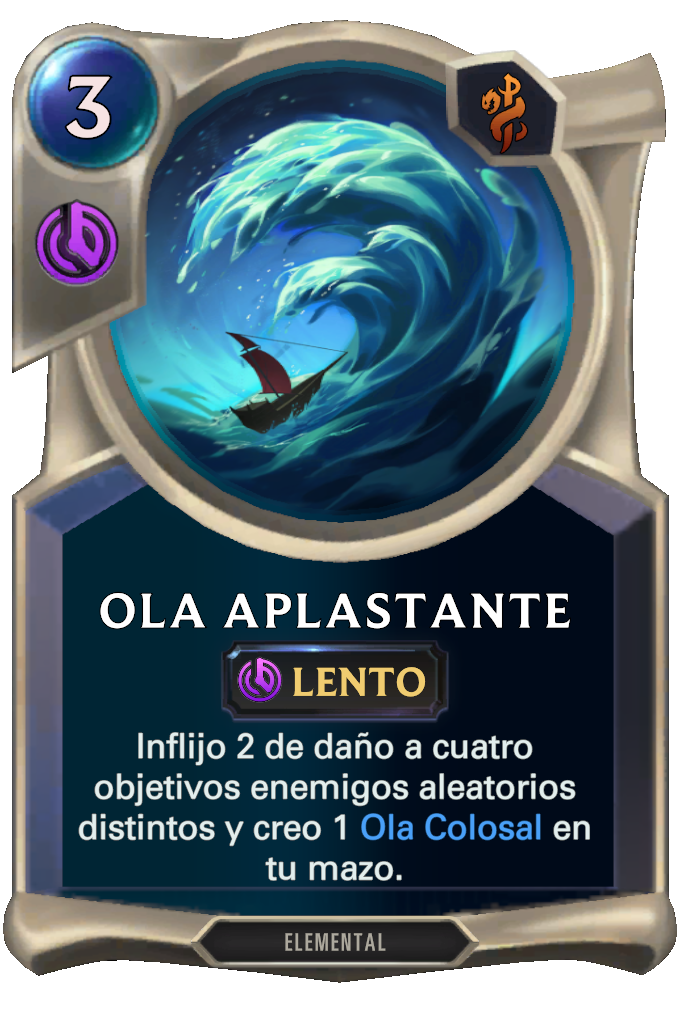 3
OLA APLASTANTE
LENTO
Inflijo 2 de daño a cuatro
objetivos enemigos aleatorios
distintos y creo 1 Ola Colosal en
tu mazo.
ELEMENTAL